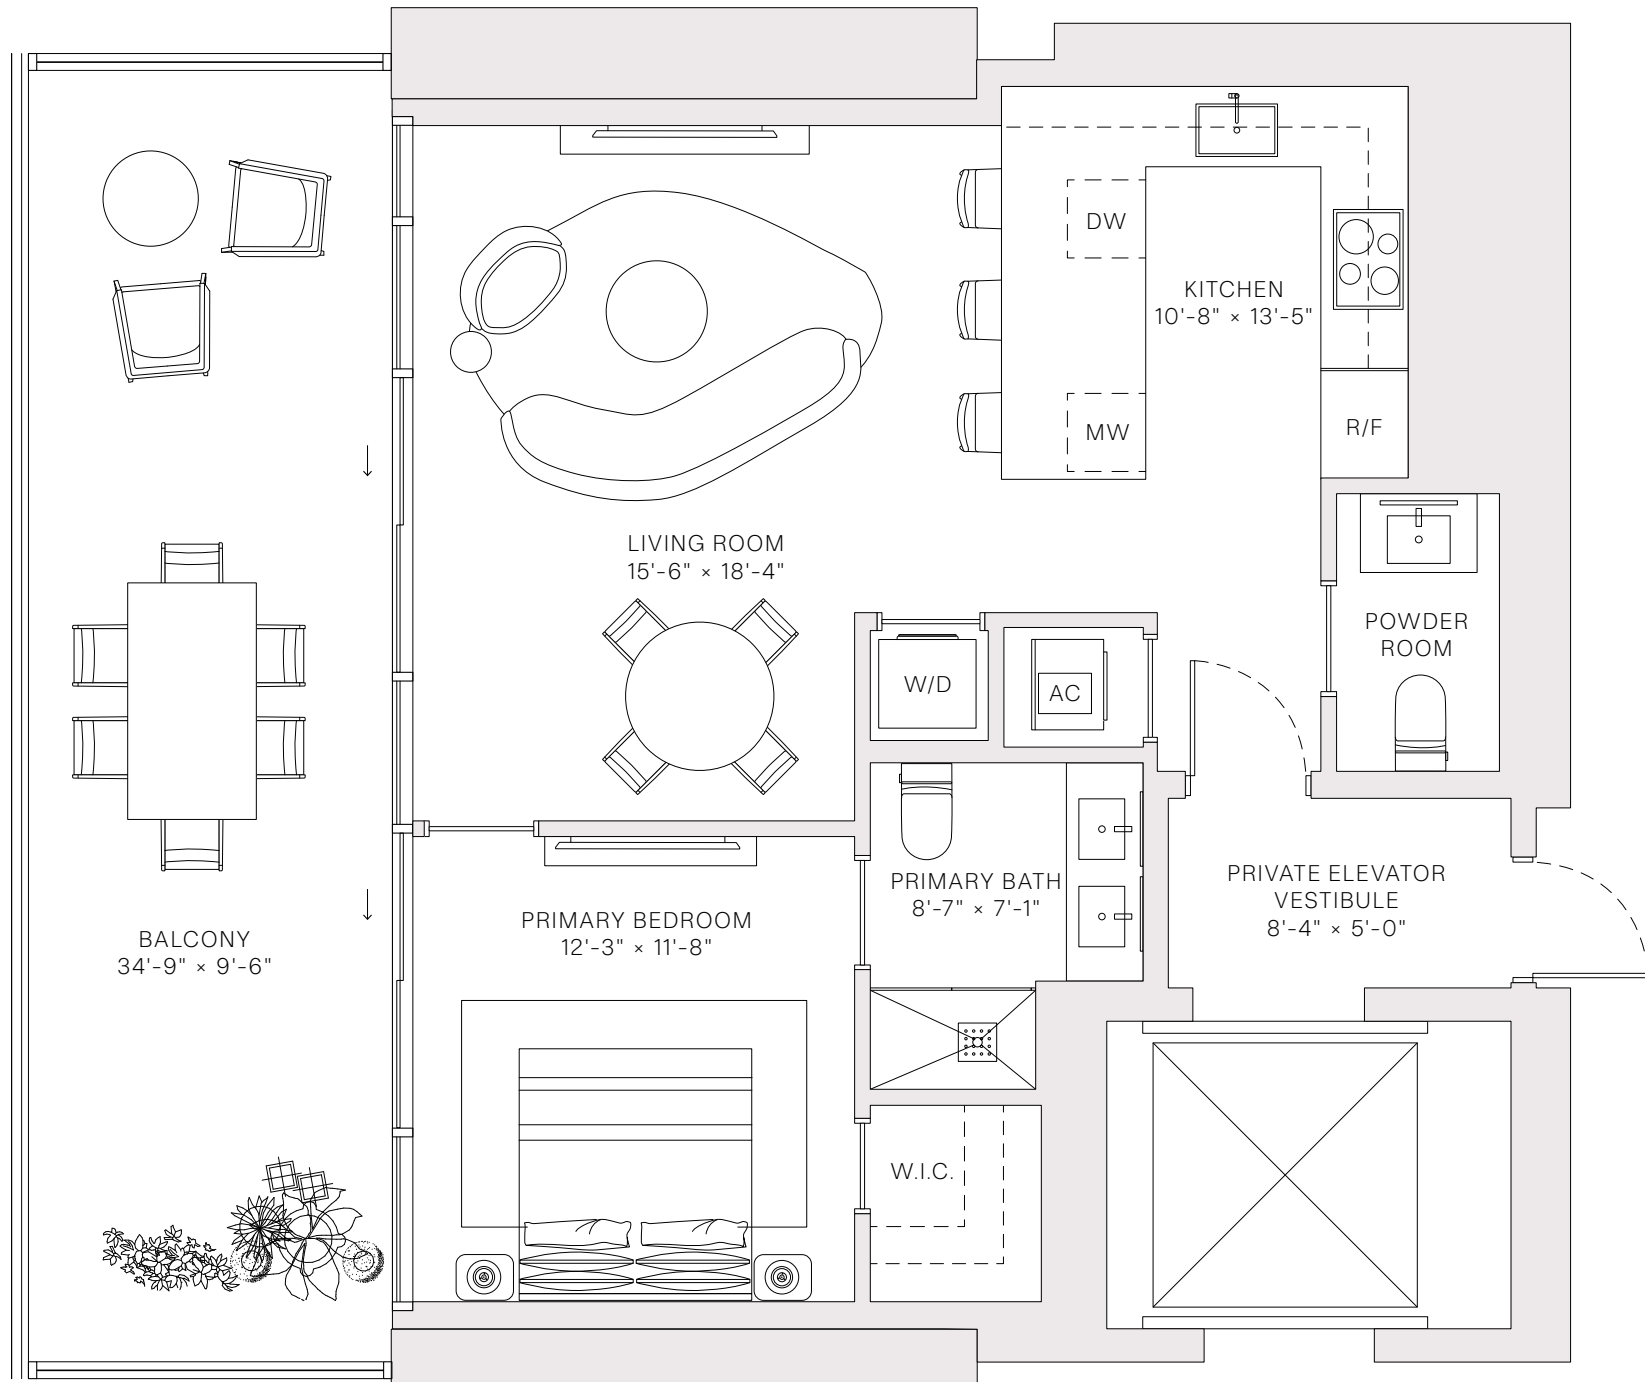 DW
KITCHEN
10'-8" × 13'-5"
MW
R/F
LIVING ROOM
15'-6" × 18'-4"
POWDER
ROOM
W/D
AC
PRIMARY BATH
8'-7" × 7'-1"
PRIVATE ELEVATOR
VESTIBULE
8'-4" × 5'-0"
PRIMARY BEDROOM
12'-3" × 11'-8"
BALCONY
34'-9" × 9'-6"
W.I.C.